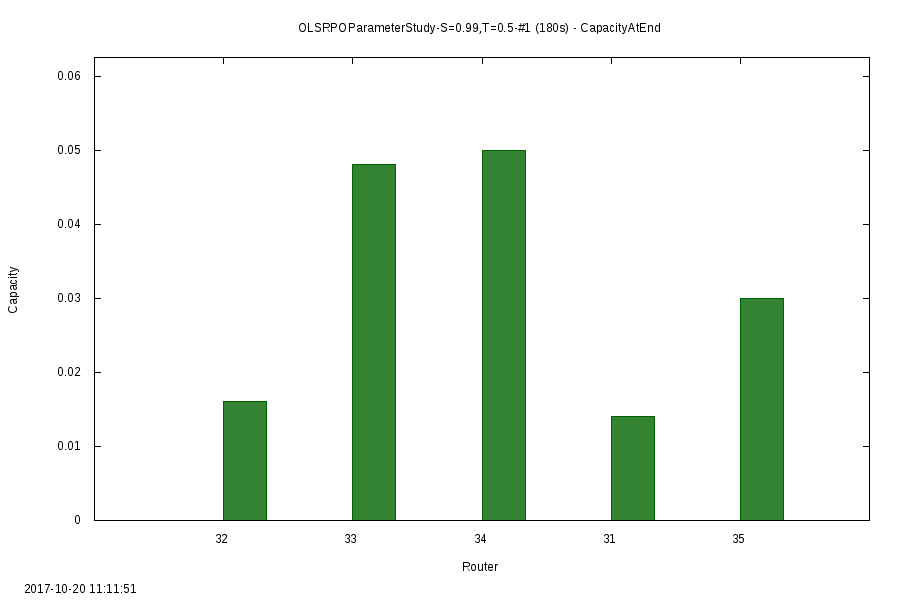 OLSRPOParameterStudy-S=0.99,T=0.5-#1 (180s) - CapacityAtEnd
0.06
0.05
0.04
0.03
0.02
0.01
0
Capacity
32 33 34 31 35
Router
2017-10-20 11:11:51